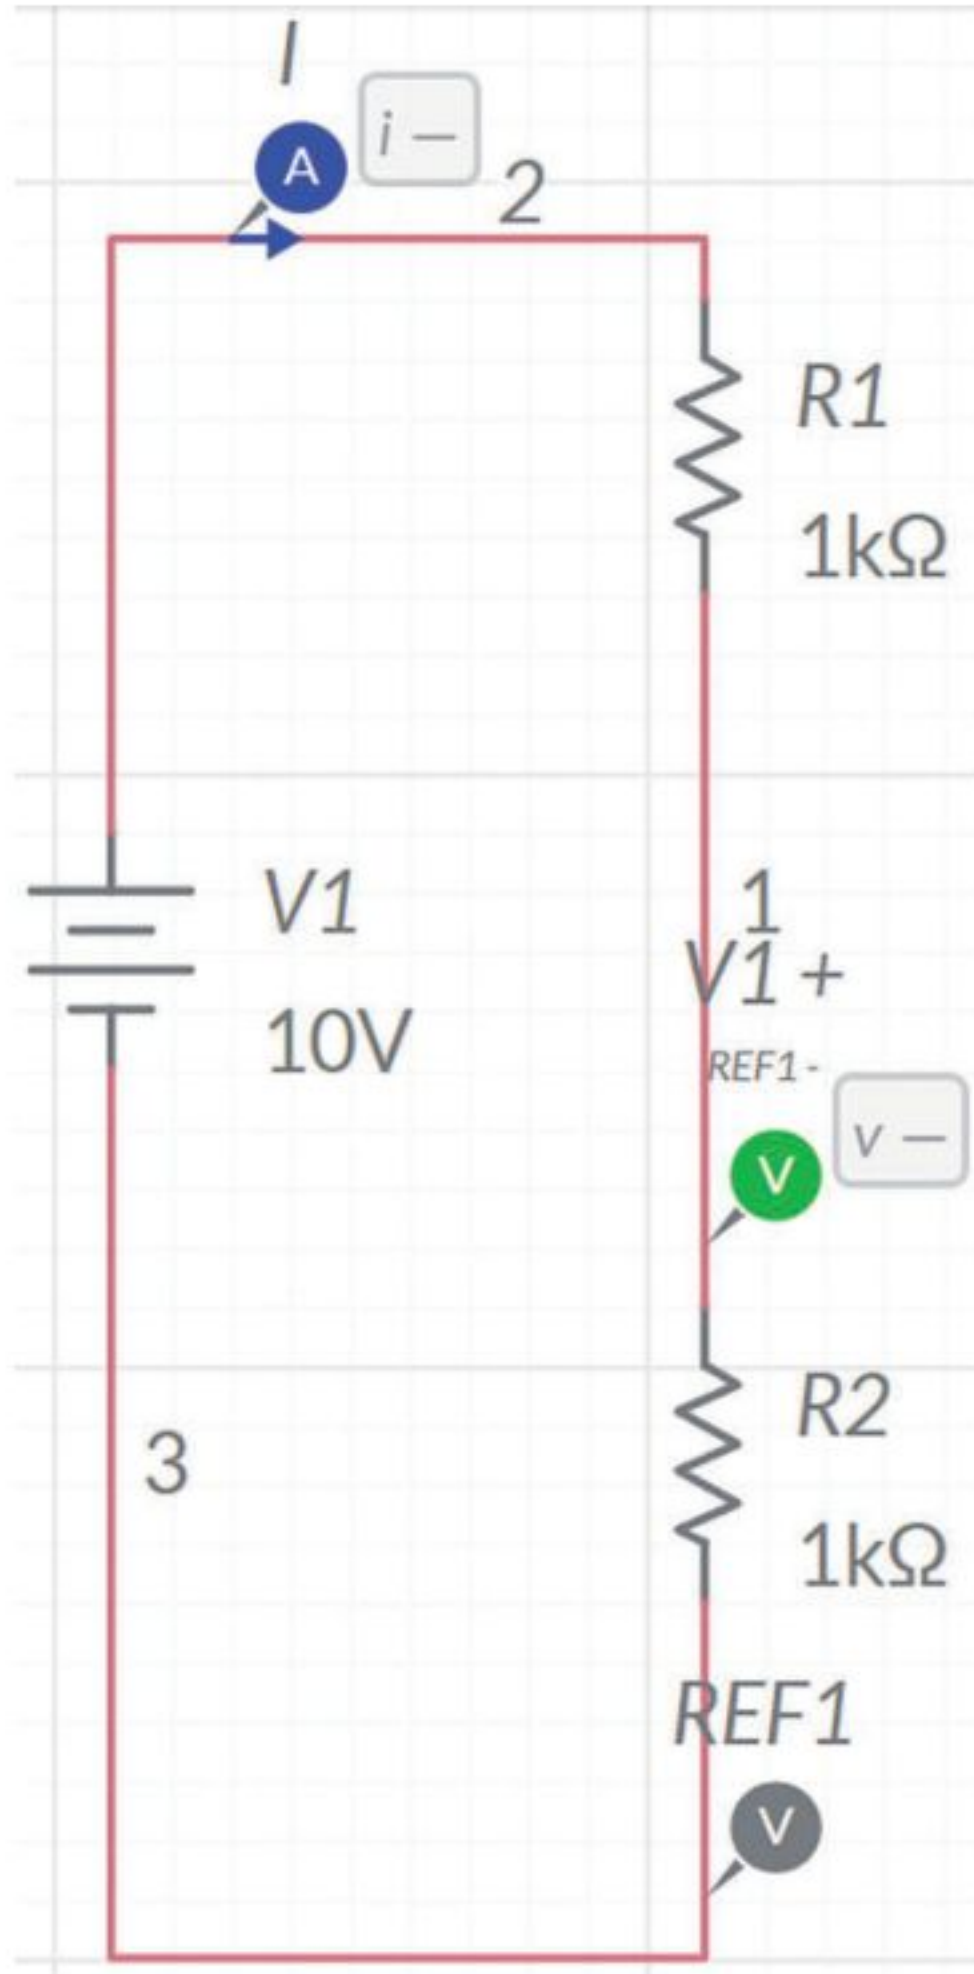 I
A
i —
2
R1
1kΩ
V1
10V
1
V1 +
REF1 -
V
v —
R2
1kΩ
3
REF1
V